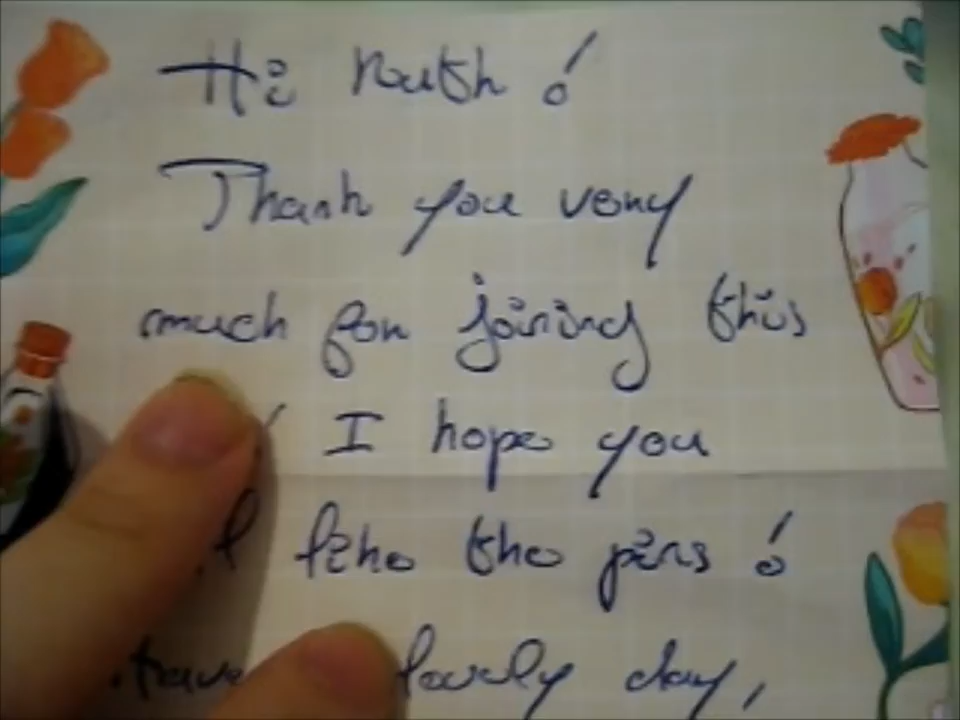 Hi Ruth!
Thank you very
much for joining this
! I hope you
like the pins!
lovely day,